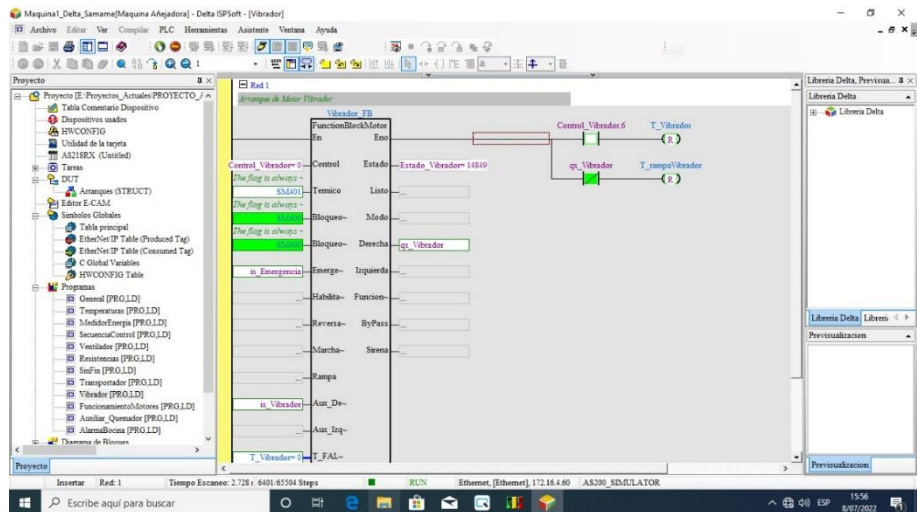 Maquina1_Delta_Samame[Maquina Añejadora] - Delta ISPSoft - [Vibrador]
Archivo Editar Ver Compilar PLC Herramientas Asistente Ventana Ayuda
Proyecto
Proyecto [E:\Proyectos_Actuales\PROYECTO_
Tabla Comentario Dispositivo
Dispositivos usados
HWCONFIG
Utilidad de la tarjeta
AS218RX (Untitled)
Tareas
DUT
Arranques (STRUCT)
Editor E-CAM
Simbolos Globales
Tabla principal
EtherNet/IP Table (Produced Tag)
EtherNet/IP Table (Consumed Tag)
C Global Variables
HWCONFIG Table
Programas
General [PRG,LD]
Temperaturas [PRG,LD]
MedidorEnergia [PRG,LD]
SecuenciaControl [PRG,LD]
Ventilador [PRG,LD]
Resistencias [PRG,LD]
SinFin [PRG,LD]
Transportador [PRG,LD]
Vibrador [PRG,LD]
FuncionamientoMotores [PRG,LD]
Auxiliar_Quemador [PRG,LD]
AlarmaBocina [PRG,LD]
Diagrama de Bloques
Proyecto
Red 1
Arranque de Motor Vibrador
Vibrador_FB
FunctionBlockMotor
En Eno
Control_Vibrador= 0 Control Estado Estado_Vibrador= 14849
The flag is always ~
SM401 Termico Listo ...
The flag is always ~
SM400 Bloqueo~ Modo ...
The flag is always ~
SM400 Bloqueo~ Derecha qx_Vibrador
ix_Emergencia Emerge~ Izquierda ...
... Habilita~ Funcion~ ...
... Reversa~ ByPass ...
... Marcha~ Sirena ...
... Rampa
ix_Vibrador Aux_De~
... Aux_Izq~
T_Vibrador= 0 T_FAL~
Control_Vibrador.6 T_Vibrador
R
qx_Vibrador T_rampaVibrador
R
Libreria Delta, Previsua...
Libreria Delta
Libreria Delta
Libreria Delta Libreri
Previsualizacion
Previsualizacion
Insertar Red: 1 Tiempo Escaneo: 2.728 6401/65504 Steps RUN Ethernet, [Ethernet], 172.16.4.60 AS200_SIMULATOR
Escribe aquí para buscar
ESP
15:56
8/07/2022